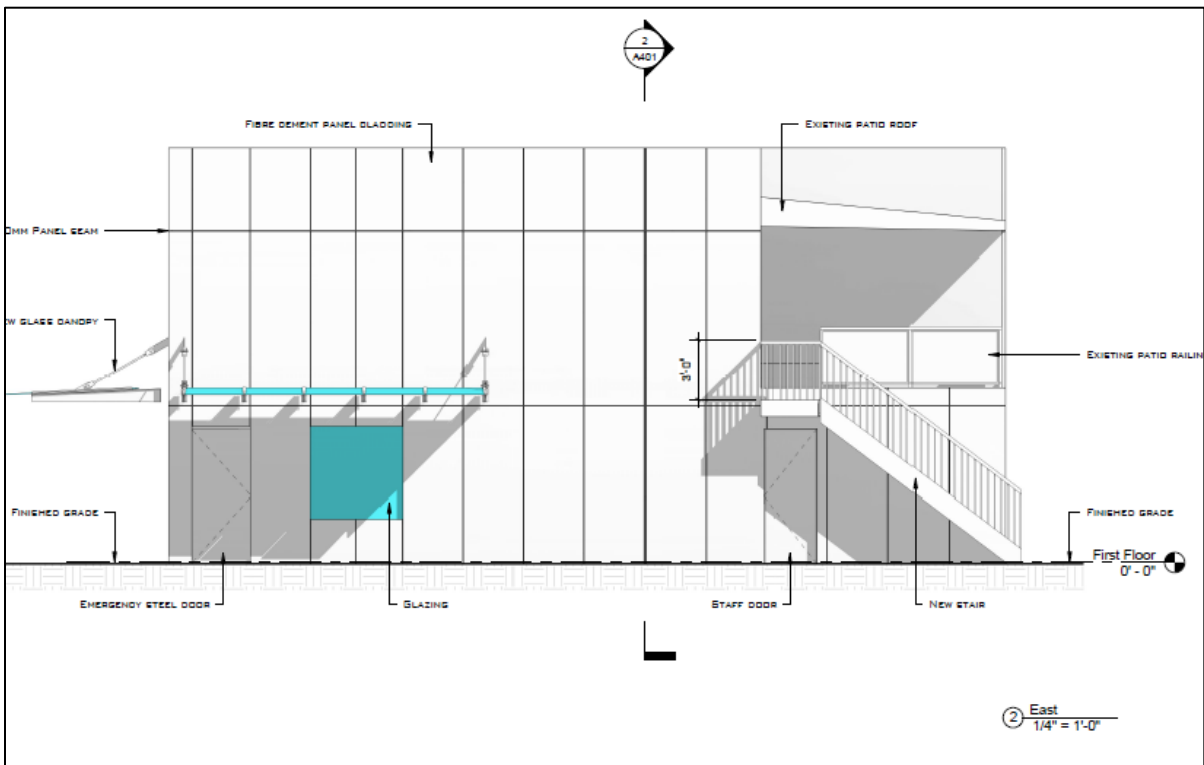 2
A401
FIBRE CEMENT PANEL CLADDING
EXISTING PATIO ROOF
0MM PANEL SEAM
EW GLASS CANOPY
3'-0"
EXISTING PATIO RAILIN
FINISHED GRADE
FINISHED GRADE
First Floor
0' - 0"
EMERGENCY STEEL DOOR
GLAZING
STAFF DOOR
NEW STAIR
2
East
1/4" = 1'-0"